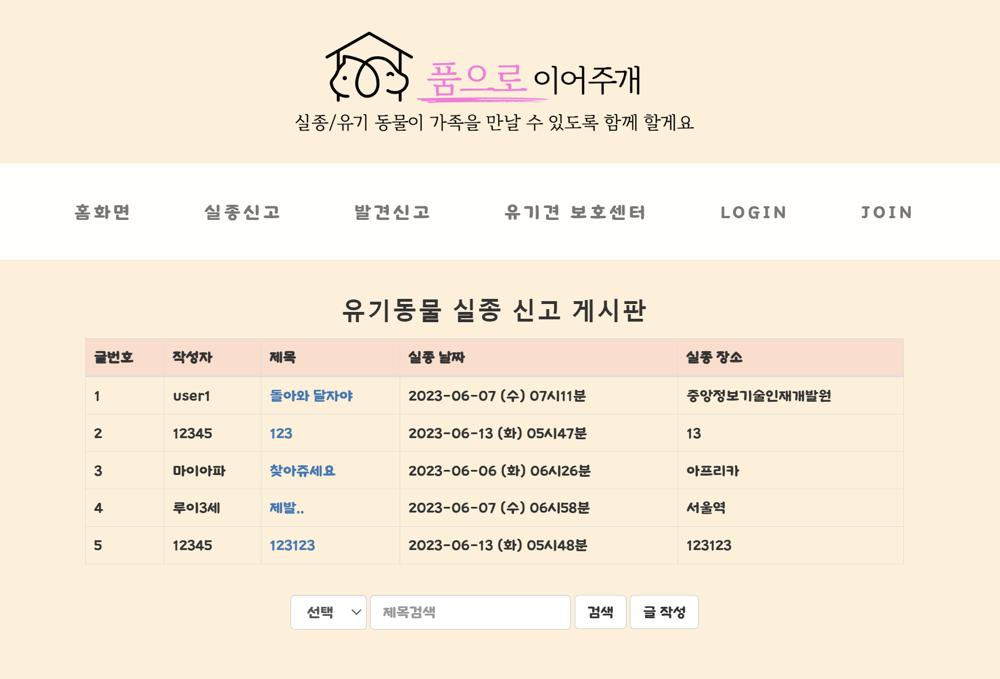 품으로 이어주개
실종/유기 동물이 가족을 만날 수 있도록 함께 할게요
홈화면 실종신고 발견신고 유기견 보호센터 LOGIN JOIN
유기동물 실종 신고 게시판
글번호 작성자 제목 실종 날짜 실종 장소
1 user1 돌아와 달자야 2023-06-07 (수) 07시11분 중앙정보기술인재개발원
2 12345 123 2023-06-13 (화) 05시47분 13
3 마이아파 찾아쥬세요 2023-06-06 (화) 06시26분 아프리카
4 루이3세 제발.. 2023-06-07 (수) 06시58분 서울역
5 12345 123123 2023-06-13 (화) 05시48분 123123
선택 제목검색 검색 글 작성